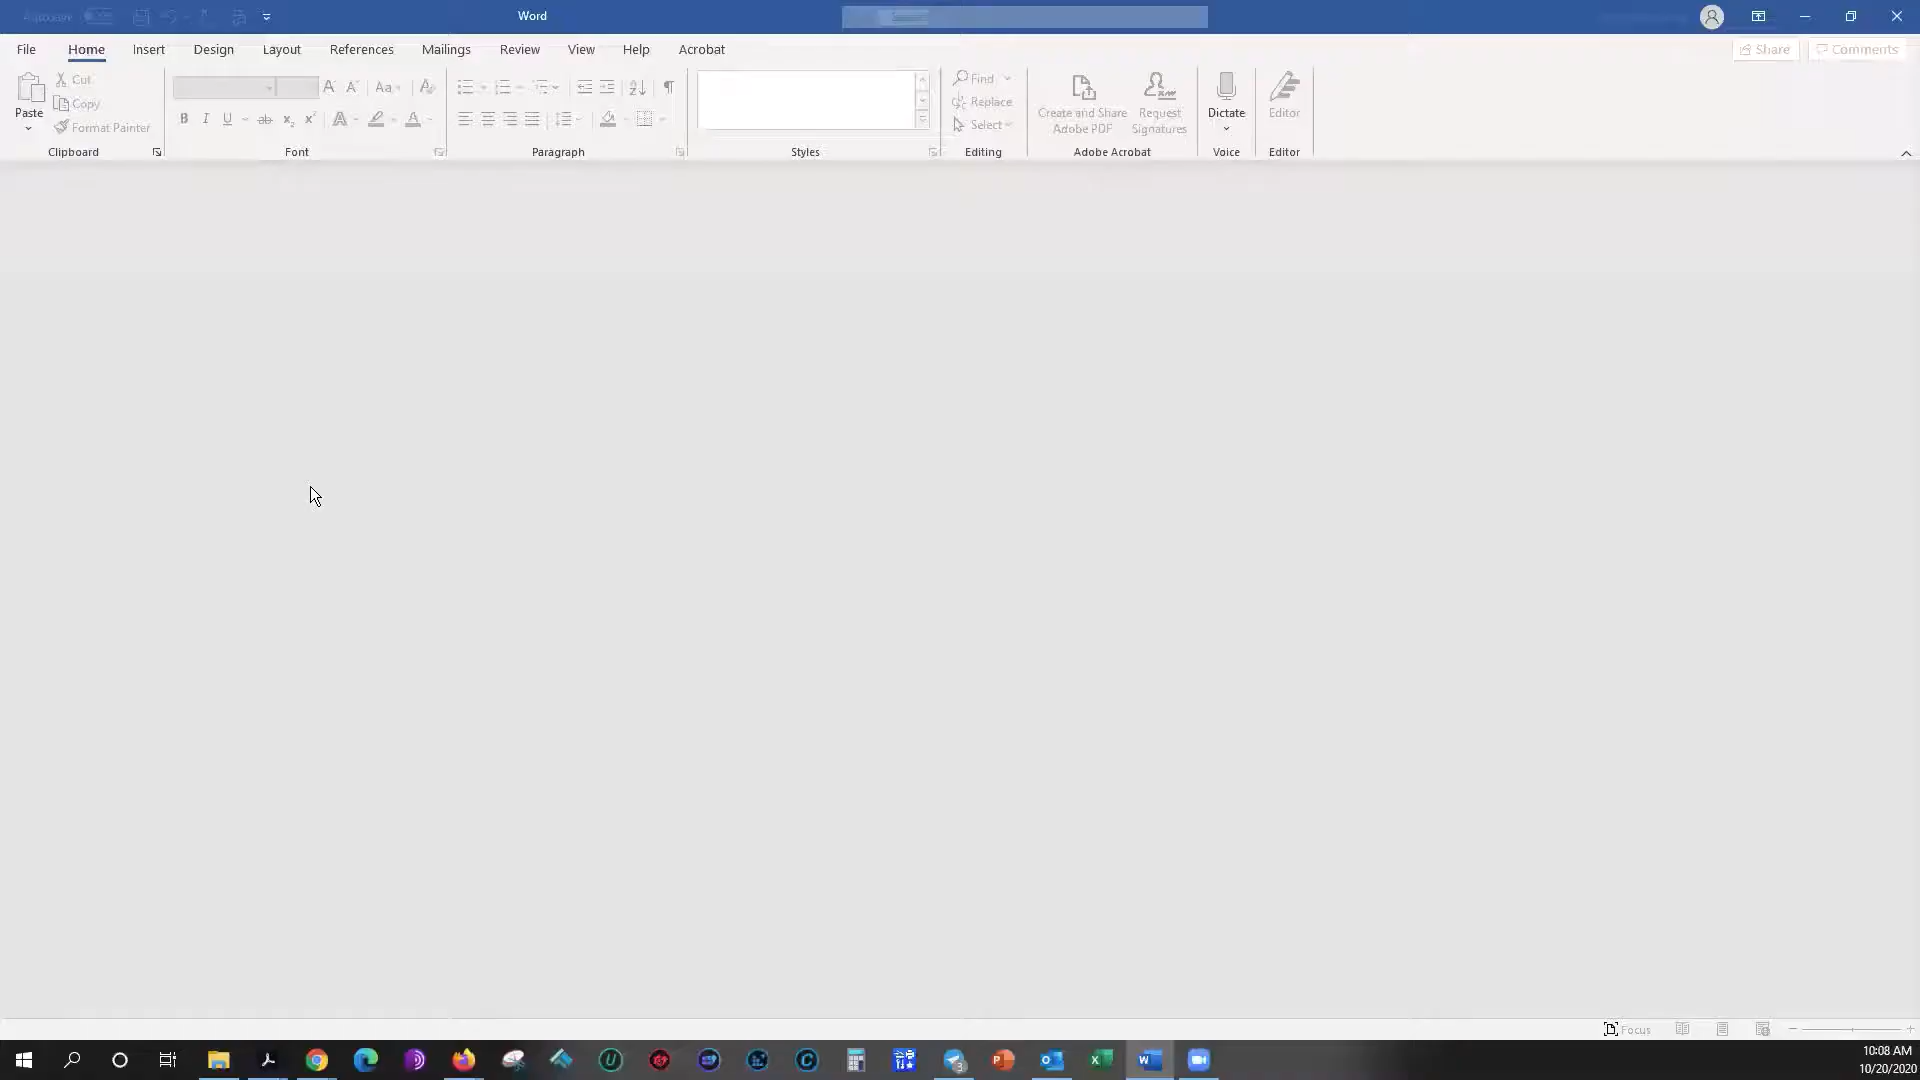 AutoSave Off Word
File Home Insert Design Layout References Mailings Review View Help Acrobat Share Comments
Paste Cut Copy Format Painter
Find Replace Select
Create and Share Adobe PDF Request Signatures Dictate Editor
Clipboard Font Paragraph Styles Editing Adobe Acrobat Voice Editor
Focus
10:08 AM
10/20/2020